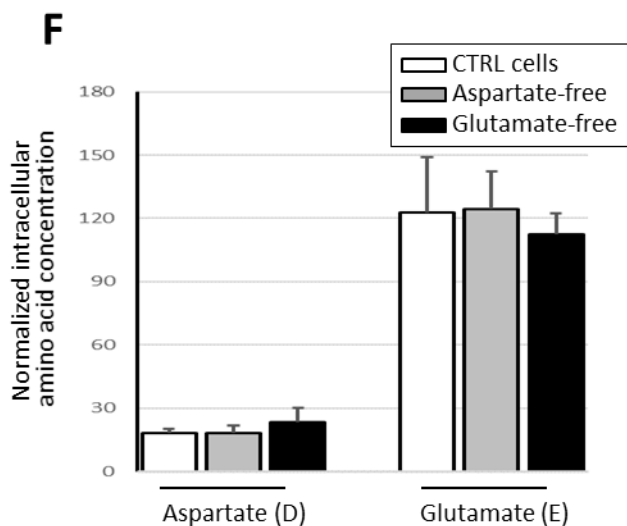 F
CTRL cells
Aspartate-free
Glutamate-free
Normalized intracellular
amino acid concentration
180
150
120
90
60
30
0
Aspartate (D)
Glutamate (E)